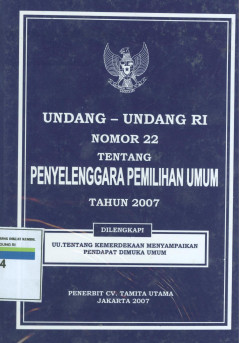 UNDANG – UNDANG RI
NOMOR 22
TENTANG
PENYELENGGARA PEMILIHAN UMUM
TAHUN 2007
DILENGKAPI
UU.TENTANG KEMERDEKAAN MENYAMPAIKAN
PENDAPAT DIMUKA UMUM
4
PENERBIT CV. TAMITA UTAMA
JAKARTA 2007